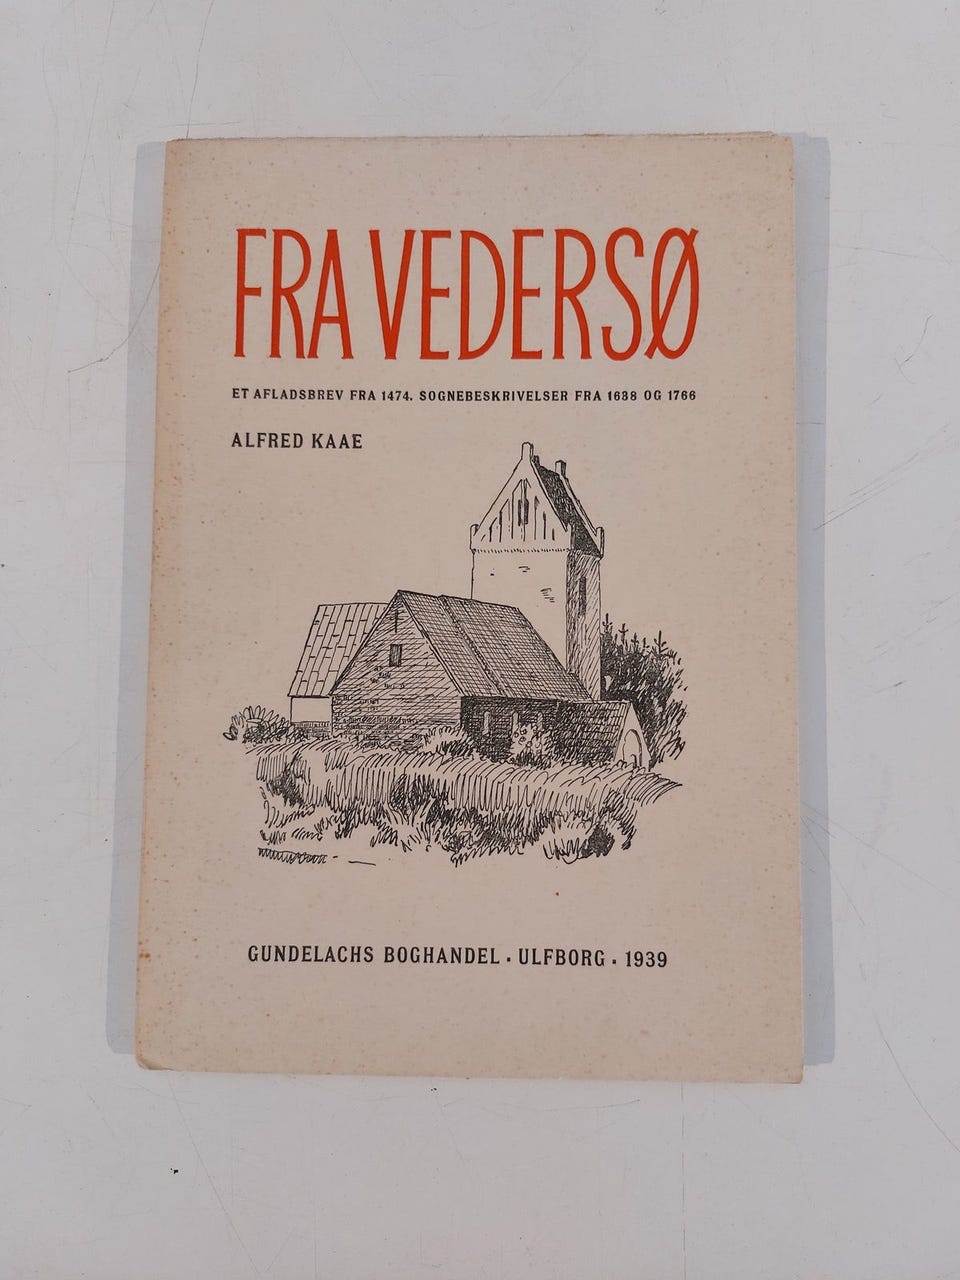 FRA VEDERSØ
ET AFLADSBREV FRA 1474. SOGNEBESKRIVELSER FRA 1638 OG 1766
ALFRED KAAE
GUNDELACHS BOGHANDEL · ULFBORG · 1939